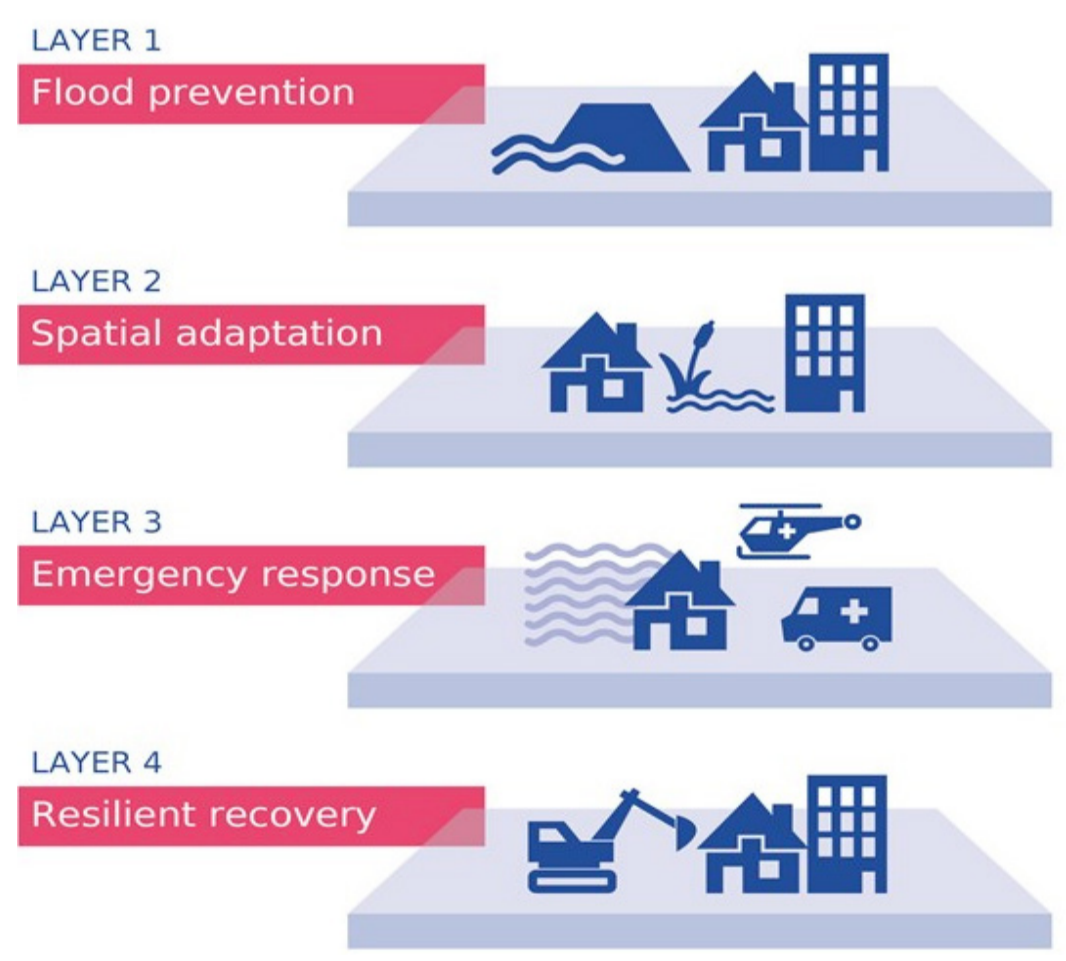 LAYER 1
Flood prevention
LAYER 2
Spatial adaptation
LAYER 3
Emergency response
LAYER 4
Resilient recovery